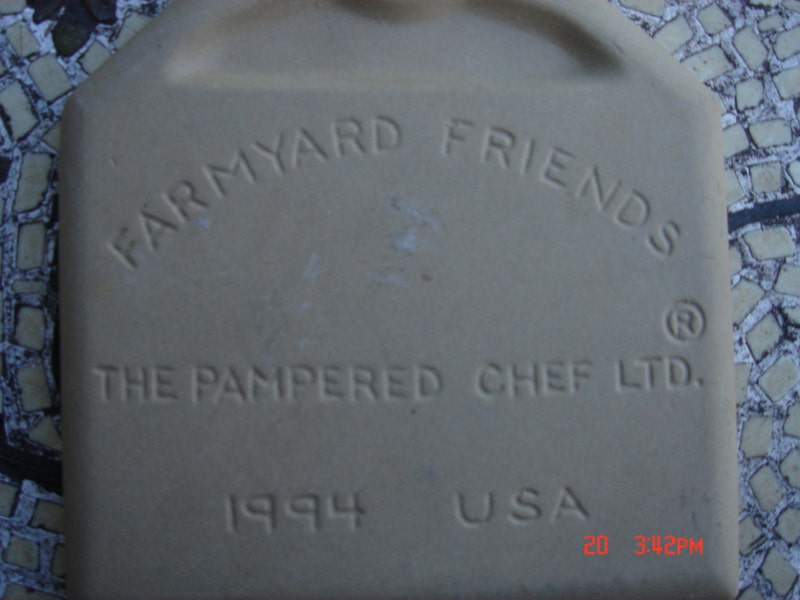 FARMYARD FRIENDS
®
THE PAMPERED CHEF LTD.
1994 USA
20 3:42PM